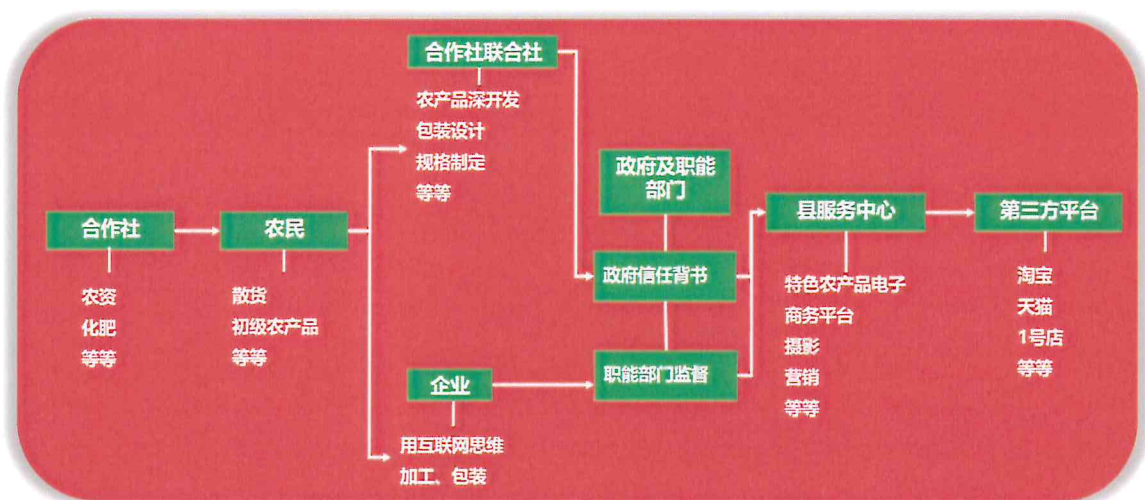 合作社
农资
化肥
等等
农民
散货
初级农产品
等等
合作社联合社
农产品深开发
包装设计
规格制定
等等
企业
用互联网思维
加工、包装
政府及职能
部门
政府信任背书
职能部门监督
县服务中心
特色农产品电子
商务平台
摄影
营销
等等
第三方平台
淘宝
天猫
1号店
等等